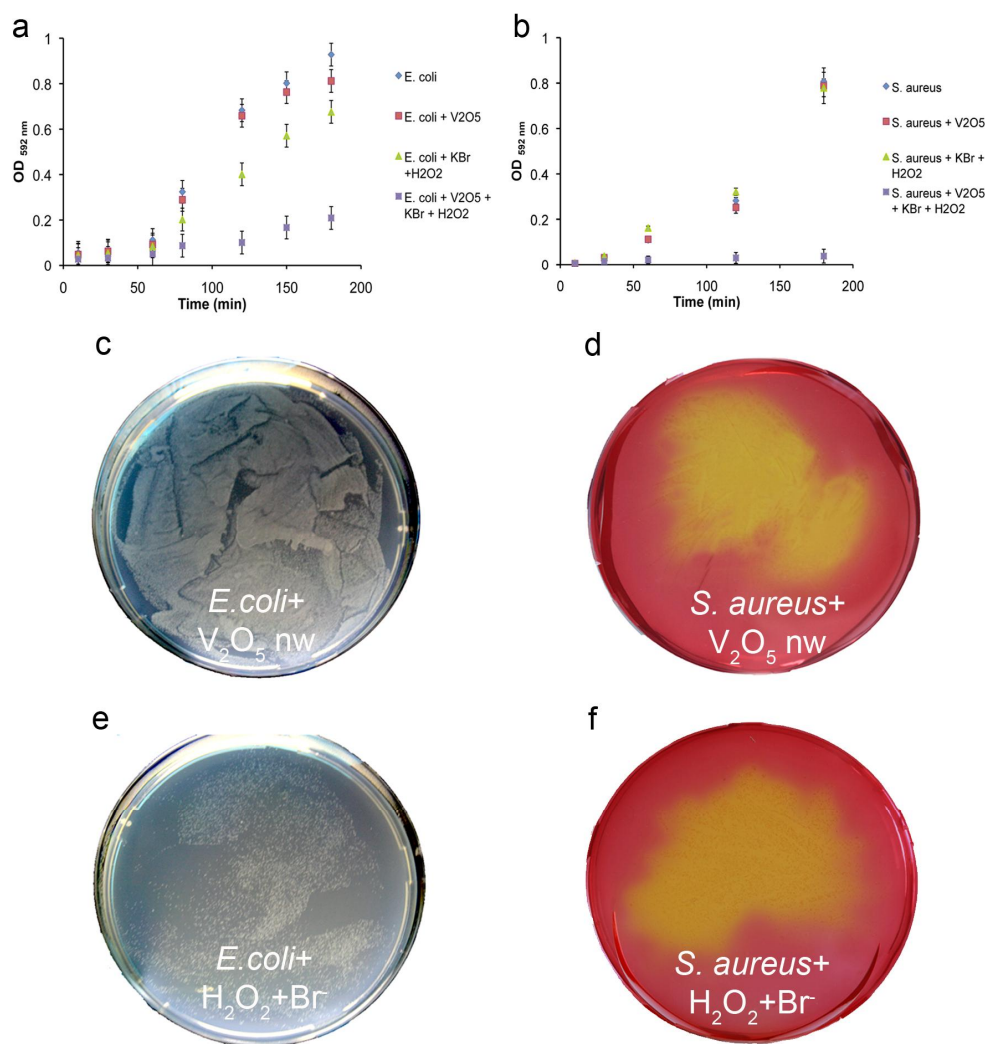 a
OD 592 nm
1
0.8
0.6
0.4
0.2
0
0
50
100
150
200
Time (min)
E. coli
E. coli + V2O5
E. coli + KBr
+H2O2
E. coli + V2O5 +
KBr + H2O2
b
OD 592 nm
1
0.8
0.6
0.4
0.2
0
0
50
100
150
200
Time (min)
S. aureus
S. aureus + V2O5
S. aureus + KBr +
H2O2
S. aureus + V2O5
+ KBr + H2O2
c
E.coli+
V₂O₅ nw
d
S. aureus+
V₂O₅ nw
e
E.coli+
H₂O₂+Br⁻
f
S. aureus+
H₂O₂+Br⁻